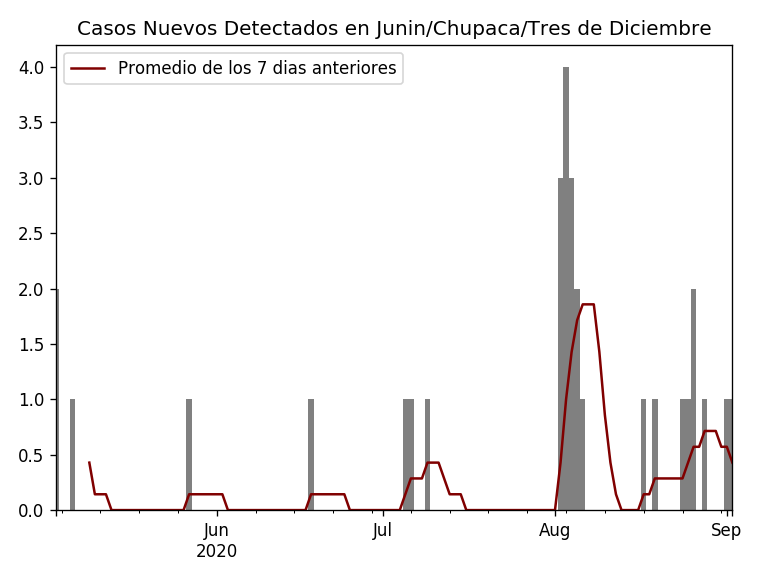 Casos Nuevos Detectados en Junin/Chupaca/Tres de Diciembre
Promedio de los 7 dias anteriores
4.0
3.5
3.0
2.5
2.0
1.5
1.0
0.5
0.0
Jun
2020
Jul
Aug
Sep